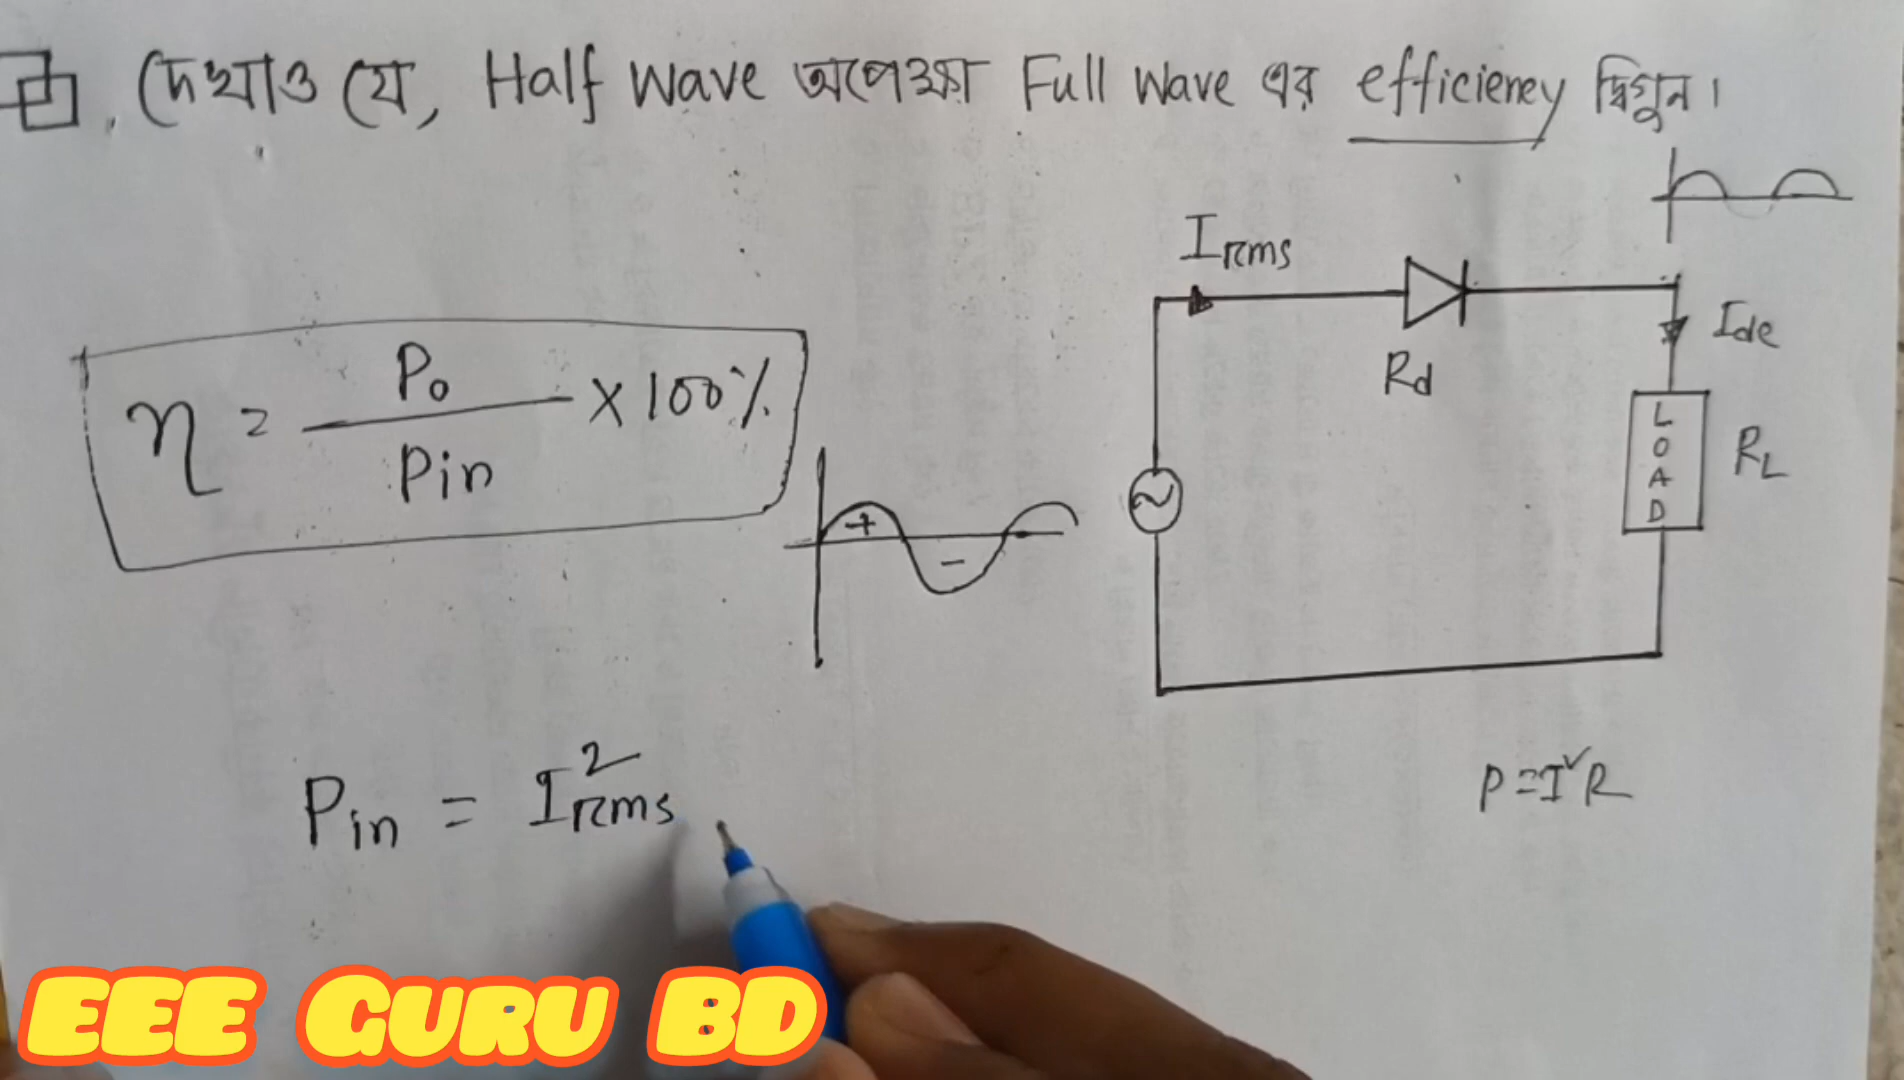 দেখাও যে, Half wave অপেক্ষা Full wave এর efficiency দ্বিগুন।
Irms
Idc
Rd
η = Po / Pin × 100%
LOAD
RL
+
-
Pin = I²rms
P=I²R
EEE GURU BD